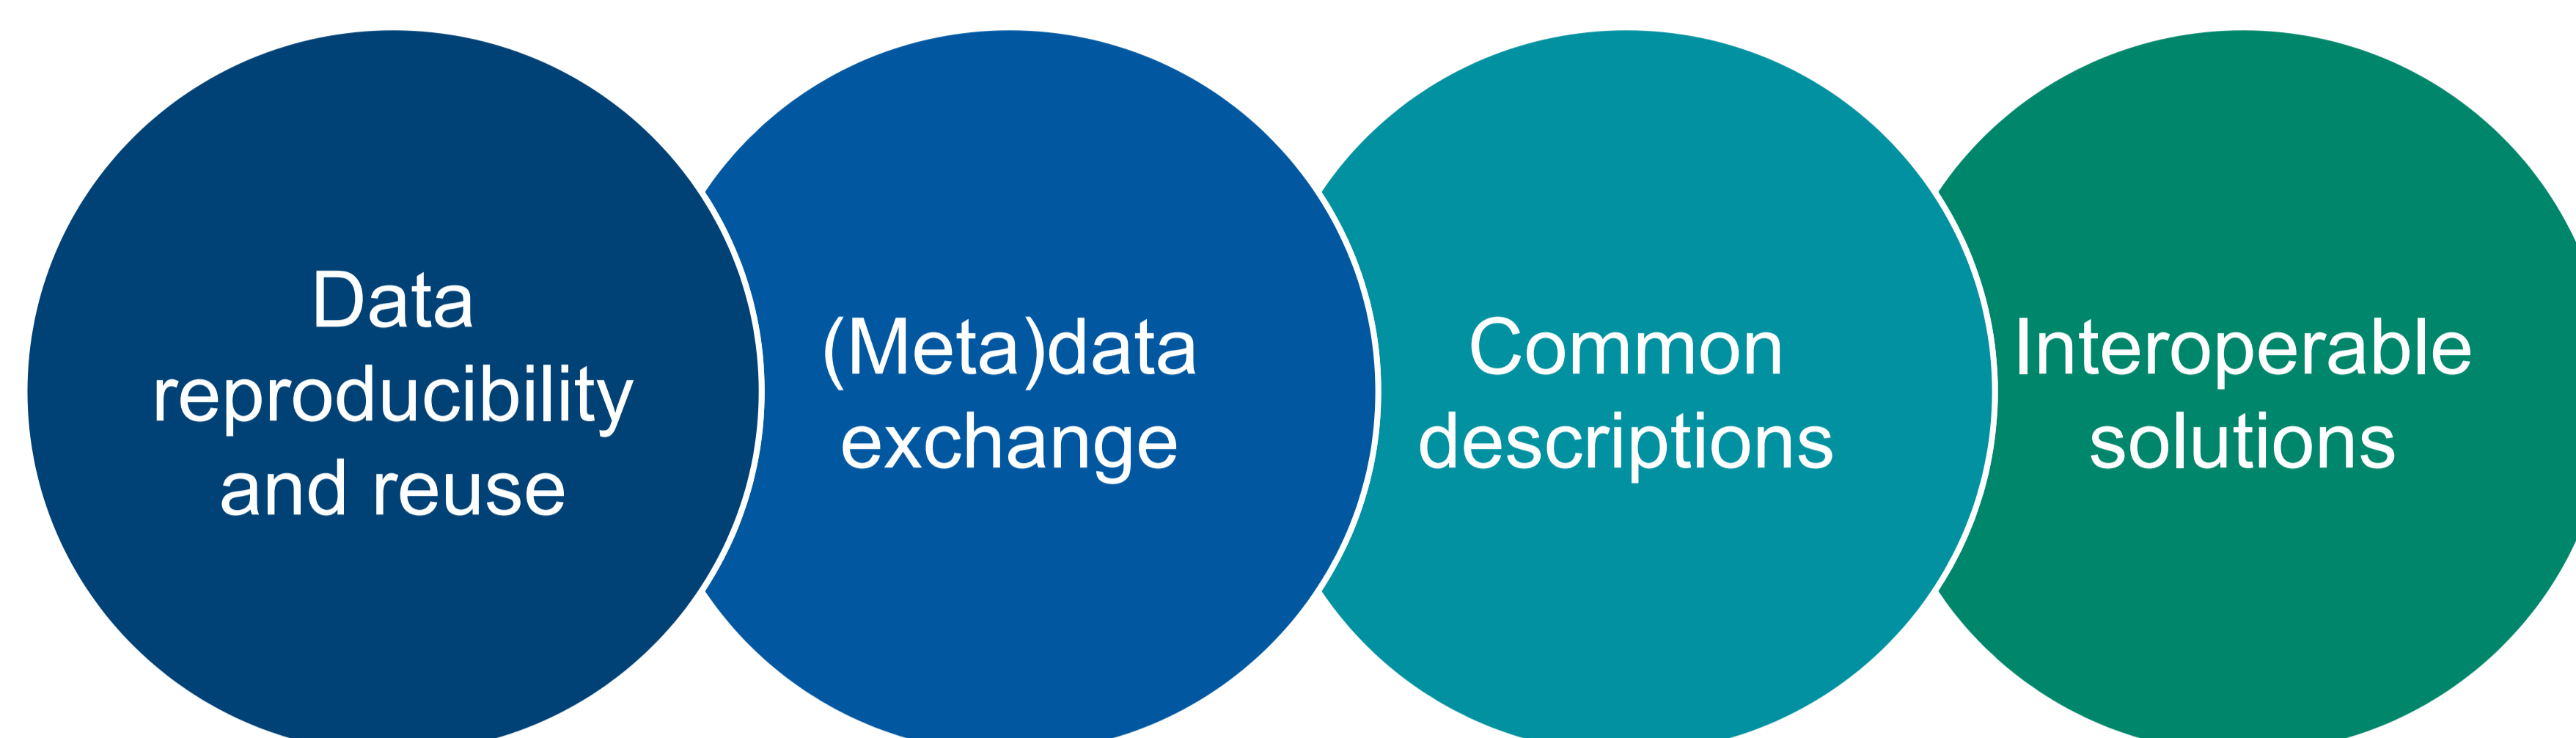 Data
reproducibility
and reuse
(Meta)data
exchange
Common
descriptions
Interoperable
solutions